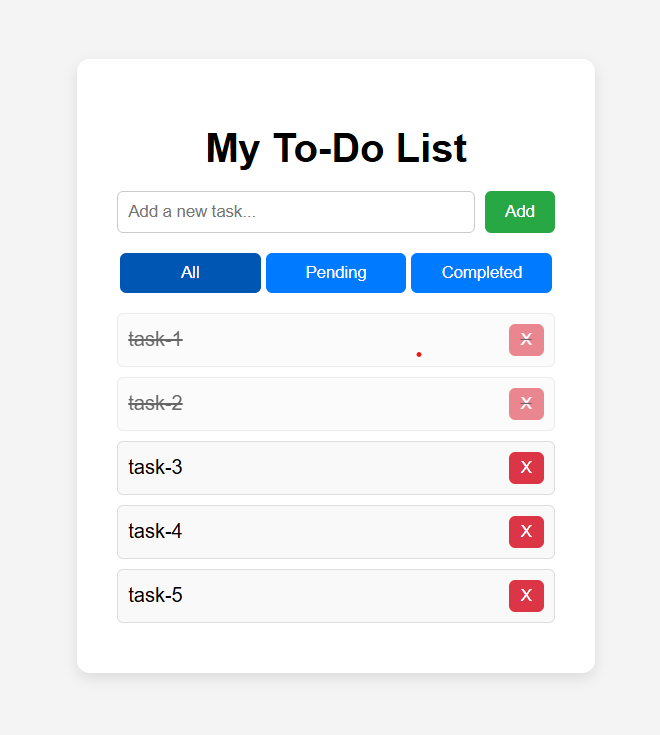 My To-Do List
Add a new task...
Add
All Pending Completed
task-1 X
task-2 X
task-3 X
task-4 X
task-5 X